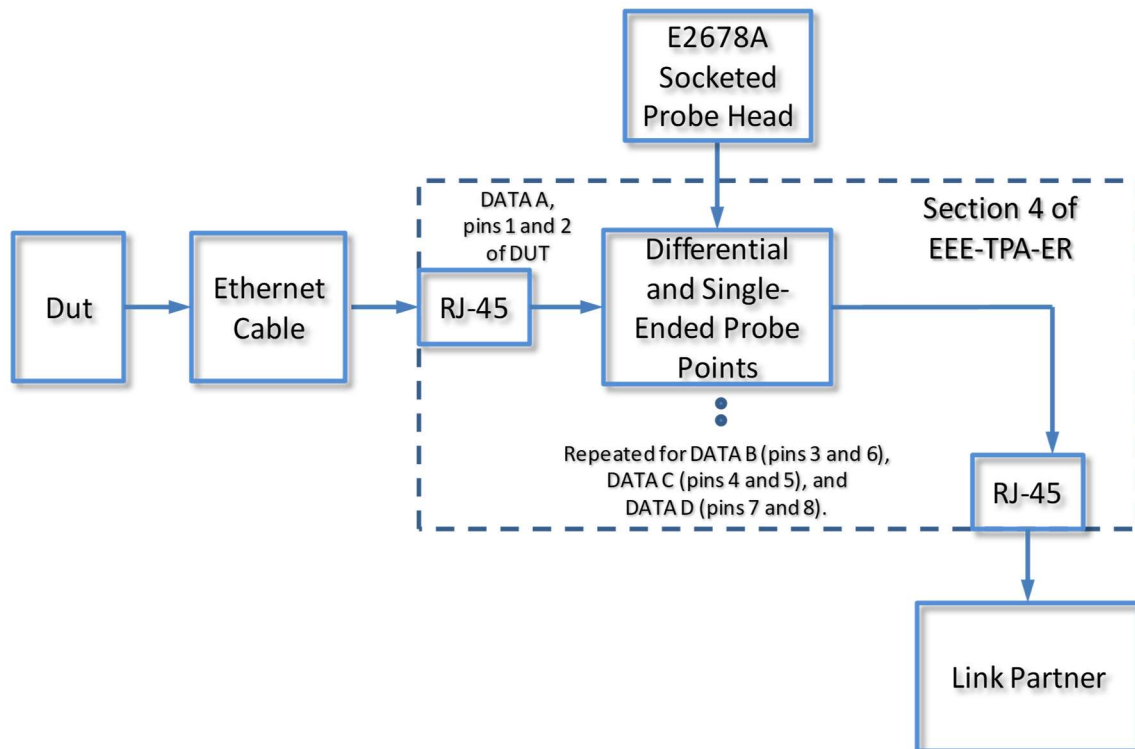 E2678A
Socketed
Probe Head
DATA A,
pins 1 and 2
of DUT
Section 4 of
EEE-TPA-ER
Dut
Ethernet
Cable
RJ-45
Differential
and Single-
Ended Probe
Points
Repeated for DATA B (pins 3 and 6),
DATA C (pins 4 and 5), and
DATA D (pins 7 and 8).
RJ-45
Link Partner